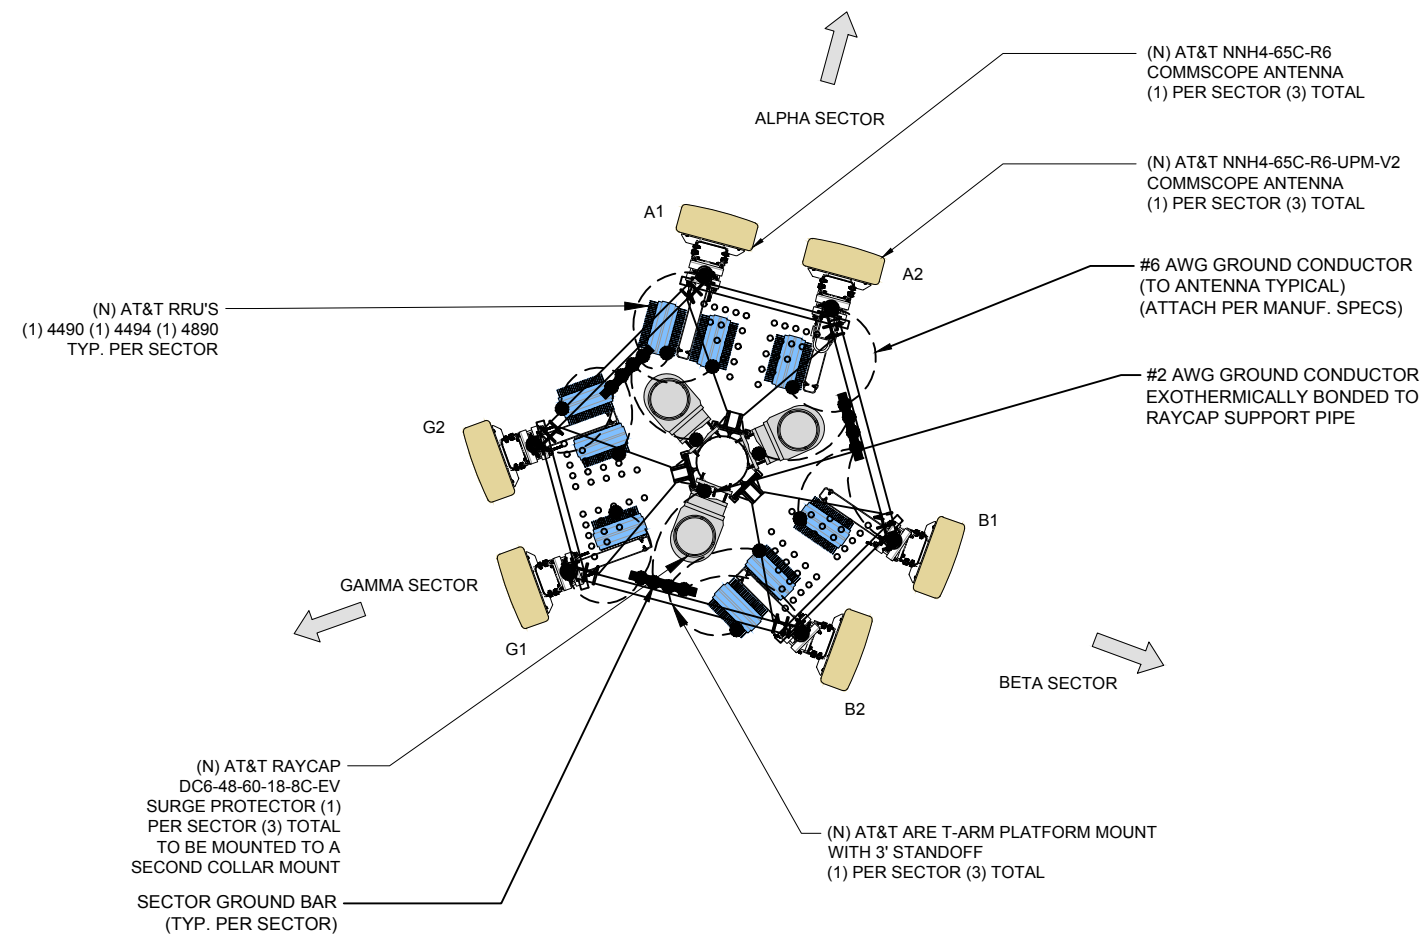 (N) AT&T NNH4-65C-R6
COMMSCOPE ANTENNA
(1) PER SECTOR (3) TOTAL
ALPHA SECTOR
(N) AT&T NNH4-65C-R6-UPM-V2
COMMSCOPE ANTENNA
(1) PER SECTOR (3) TOTAL
A1
A2
#6 AWG GROUND CONDUCTOR
(TO ANTENNA TYPICAL)
(ATTACH PER MANUF. SPECS)
(N) AT&T RRU'S
(1) 4490 (1) 4494 (1) 4890
TYP. PER SECTOR
#2 AWG GROUND CONDUCTOR
EXOTHERMICALLY BONDED TO
RAYCAP SUPPORT PIPE
G2
B1
GAMMA SECTOR
G1
BETA SECTOR
B2
(N) AT&T RAYCAP
DC6-48-60-18-8C-EV
SURGE PROTECTOR (1)
PER SECTOR (3) TOTAL
TO BE MOUNTED TO A
SECOND COLLAR MOUNT
(N) AT&T ARE T-ARM PLATFORM MOUNT
WITH 3' STANDOFF
(1) PER SECTOR (3) TOTAL
SECTOR GROUND BAR
(TYP. PER SECTOR)